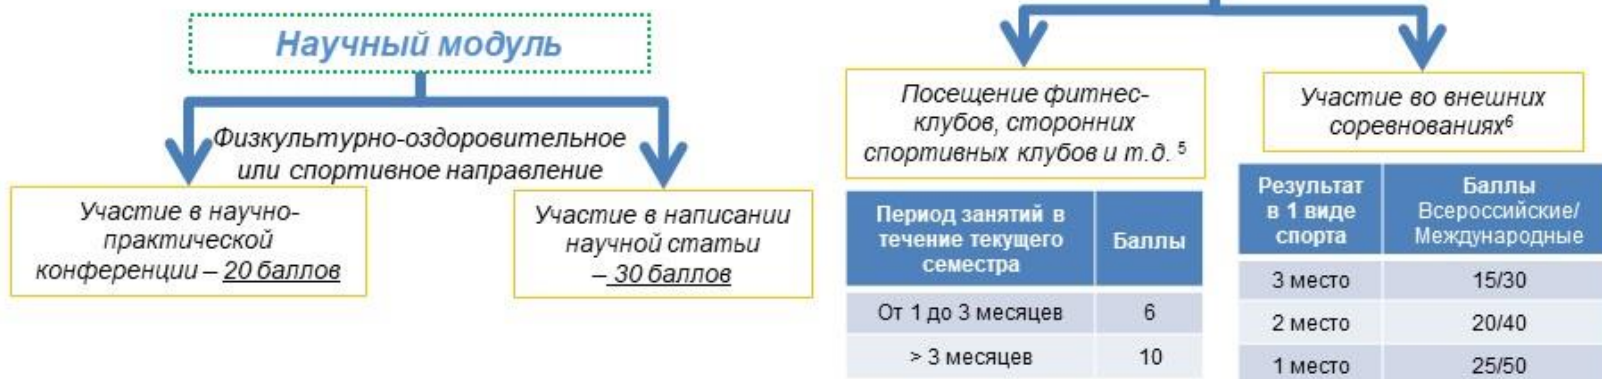 Научный модуль
Физкультурно-оздоровительное
или спортивное направление
Участие в научно-
практической
конференции – 20 баллов
Участие в написании
научной статьи
– 30 баллов
Посещение фитнес-
клубов, сторонних
спортивных клубов и т.д. 5
Период занятий в
течение текущего
семестра
Баллы
От 1 до 3 месяцев
6
> 3 месяцев
10
Участие во внешних
соревнованиях6
Результат
в 1 виде
спорта
Баллы
Всероссийские/
Международные
3 место
15/30
2 место
20/40
1 место
25/50